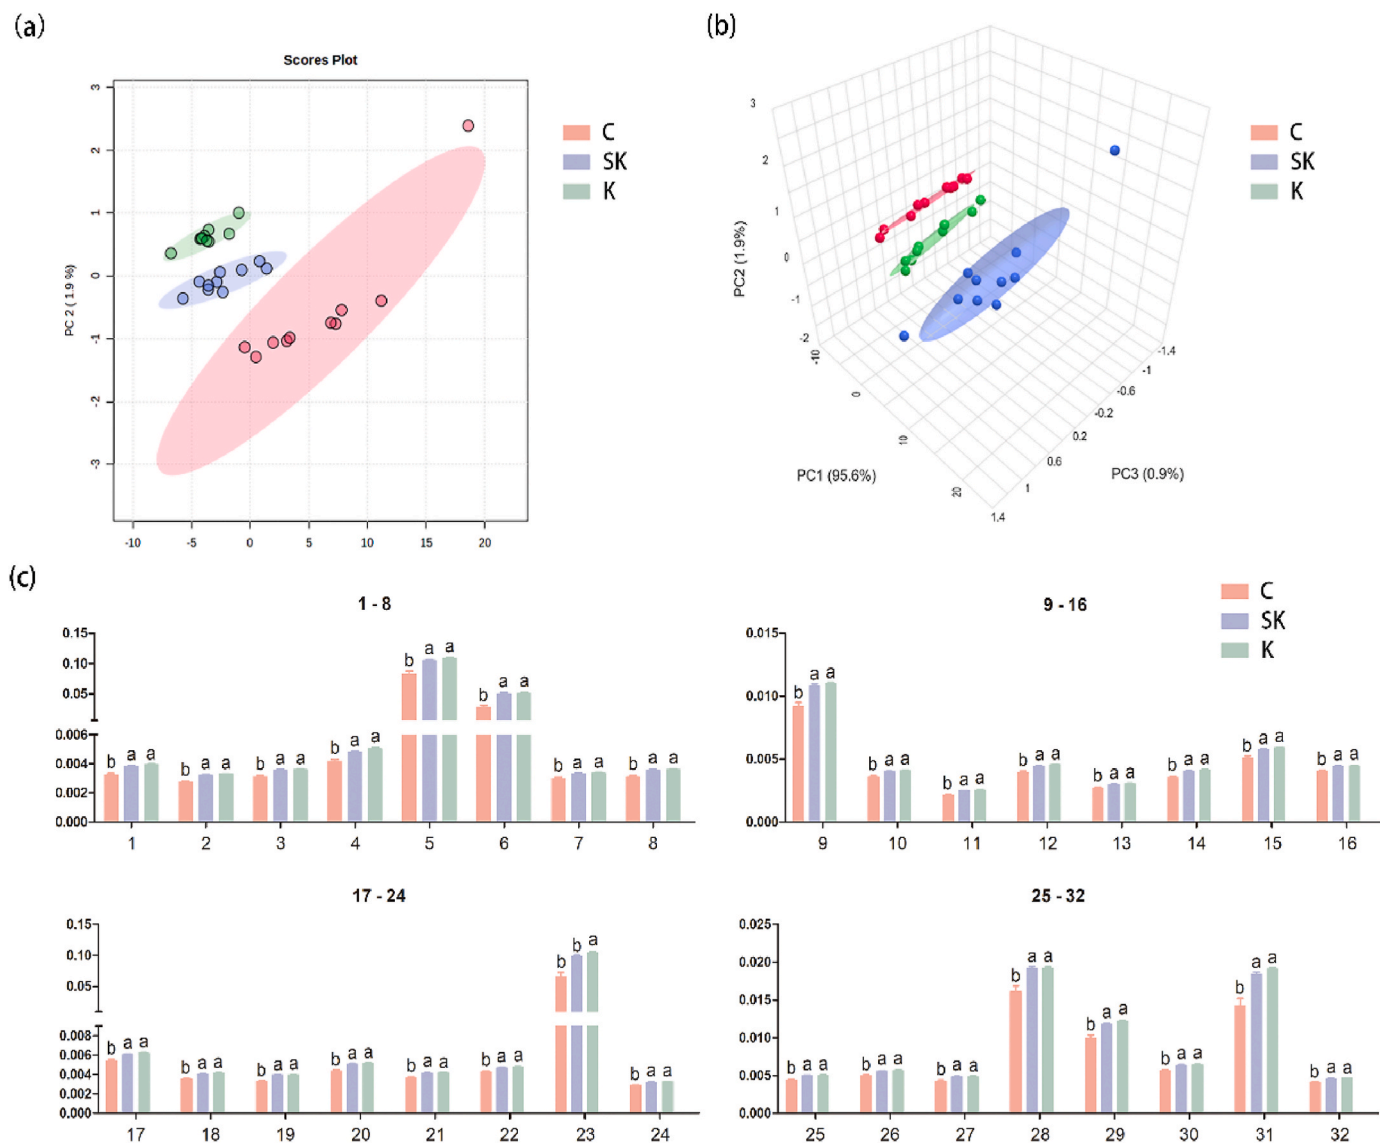 (a)
Scores Plot
3
2
1
0
-1
-2
-3
PC 2 ( 1.9 %)
-10 -5 0 5 10 15 20
C
SK
K
(b)
3
2
1
0
-1
-2
PC2 (1.9%)
-10
0
10
20
PC1 (95.6%)
1.4
1
0.6
0.2
-0.2
-0.6
-1
-1.4
PC3 (0.9%)
C
SK
K
(c)
1 - 8
0.15
0.10
0.05
0.006
0.004
0.002
0.000
b a a b a a b a a b a a b a a b a a b a a b a a
1 2 3 4 5 6 7 8
9 - 16
C
SK
K
0.015
0.010
0.005
0.000
b a a b a a b a a b a a b a a b a a b a a b a a
9 10 11 12 13 14 15 16
17 - 24
0.15
0.10
0.05
0.008
0.006
0.004
0.002
0.000
b a a b a a b a a b a a b a a b a a b b a b a a
17 18 19 20 21 22 23 24
25 - 32
0.025
0.020
0.015
0.010
0.005
0.000
b a a b a a b a a b a a b a a b a a b a a b a a
25 26 27 28 29 30 31 32